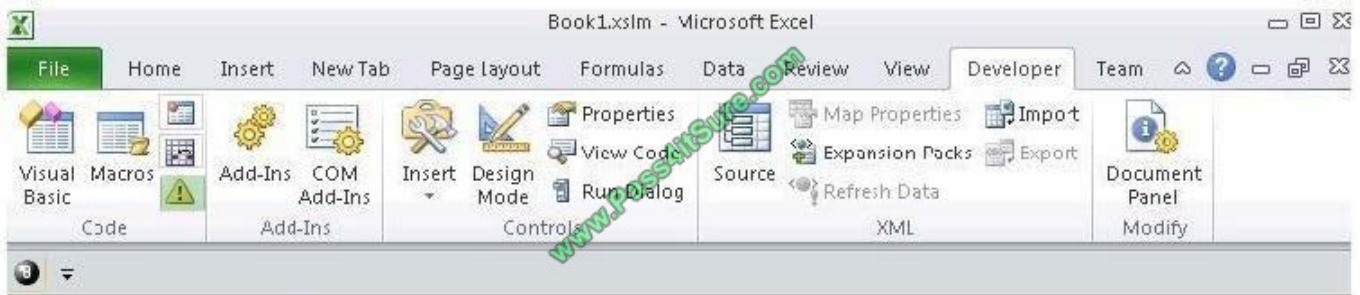 Book1.xslm - Microsoft Excel
File Home Insert New Tab Page Layout Formulas Data Review View Developer Team
Visual Basic
Macros
Code
Add-Ins
COM Add-Ins
Add-Ins
Insert
Design Mode
Properties
View Code
Run Dialog
Controls
Source
Map Properties
Expansion Packs
Refresh Data
Import
Export
XML
Document Panel
Modify
www.Pass4itSure.com
8